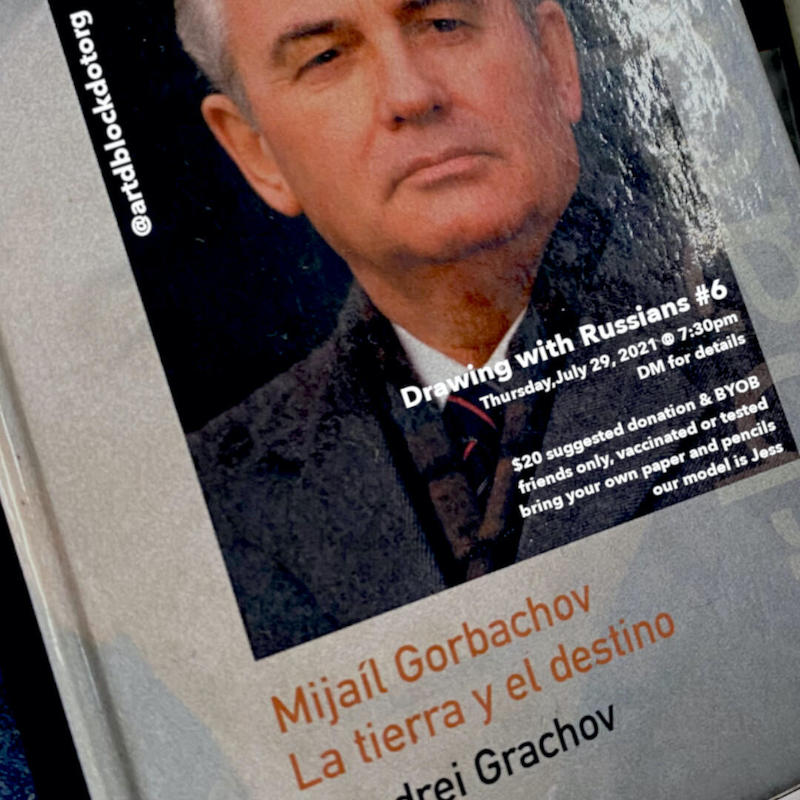 @artdblockdotorg
Drawing with Russians #6
Thursday,July 29, 2021 @ 7:30pm
DM for details
$20 suggested donation & BYOB
friends only, vaccinated or tested
bring your own paper and pencils
our model is Jess
Mijaíl Gorbachov
La tierra y el destino
Grachov